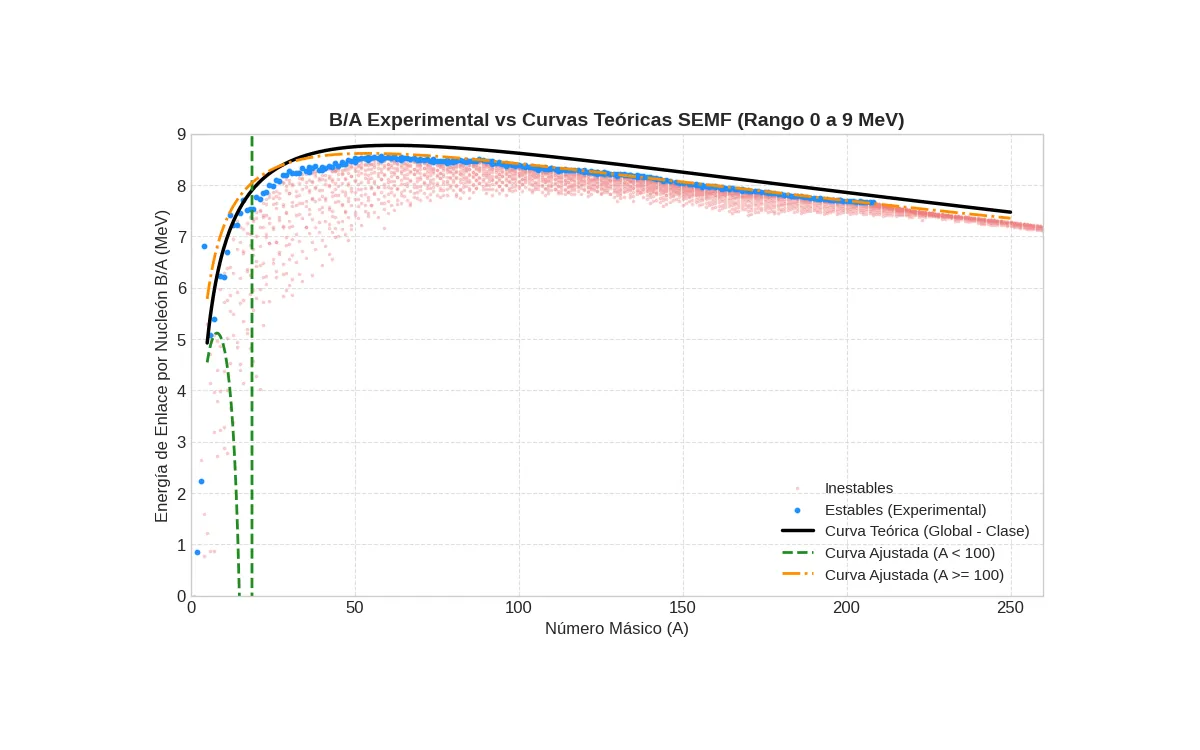 B/A Experimental vs Curvas Teóricas SEMF (Rango 0 a 9 MeV)
Energía de Enlace por Nucleón B/A (MeV)
9
8
7
6
5
4
3
2
1
0
Inestables
Estables (Experimental)
Curva Teórica (Global - Clase)
Curva Ajustada (A < 100)
Curva Ajustada (A >= 100)
0 50 100 150 200 250
Número Másico (A)